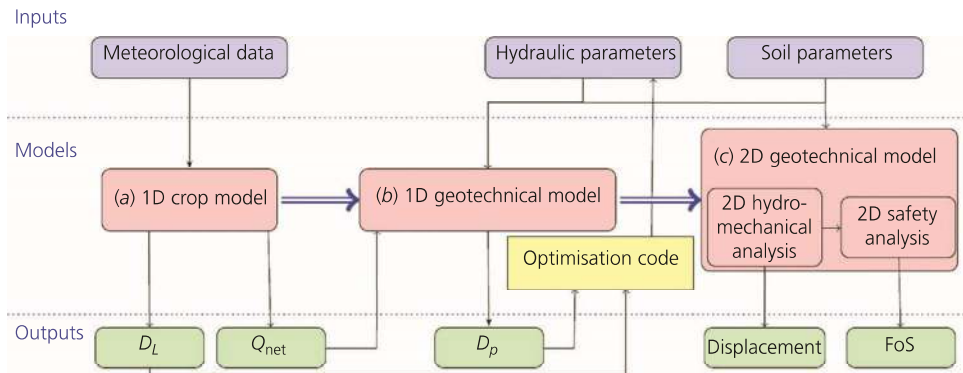 Inputs
Meteorological data
Hydraulic parameters
Soil parameters
Models
(a) 1D crop model
(b) 1D geotechnical model
(c) 2D geotechnical model
2D hydro-
mechanical
analysis
2D safety
analysis
Optimisation code
Outputs
D_L
Q_net
D_p
Displacement
FoS